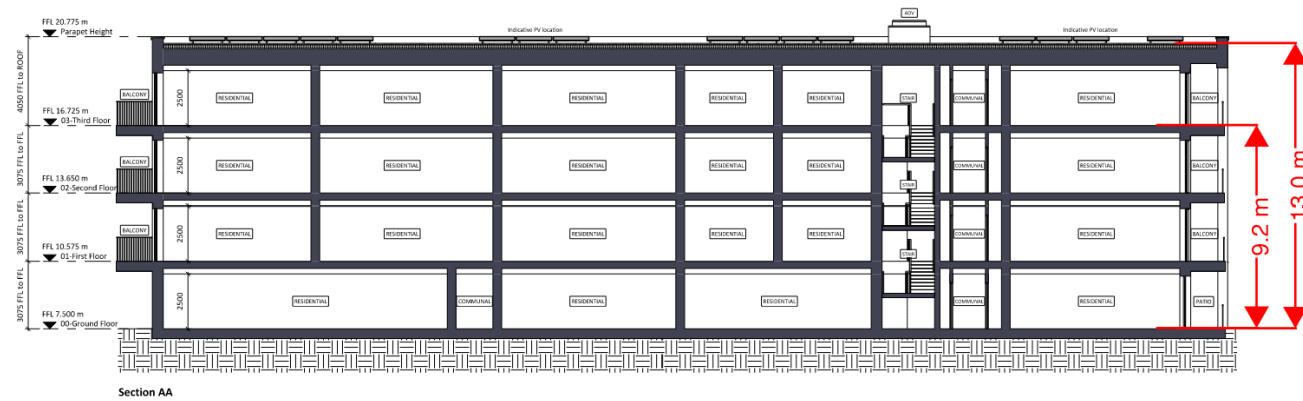 AOV
FFL 20.775 m
Parapet Height
Indicative PV location
Indicative PV location
4050 FFL to ROOF
2500
BALCONY
RESIDENTIAL
RESIDENTIAL
RESIDENTIAL
RESIDENTIAL
RESIDENTIAL
STAIR
COMMUNAL
RESIDENTIAL
BALCONY
FFL 16.725 m
03-Third Floor
3075 FFL to FFL
2500
BALCONY
RESIDENTIAL
RESIDENTIAL
RESIDENTIAL
RESIDENTIAL
RESIDENTIAL
STAIR
COMMUNAL
RESIDENTIAL
BALCONY
FFL 13.650 m
02-Second Floor
3075 FFL to FFL
2500
BALCONY
RESIDENTIAL
RESIDENTIAL
RESIDENTIAL
RESIDENTIAL
RESIDENTIAL
STAIR
COMMUNAL
RESIDENTIAL
BALCONY
FFL 10.575 m
01-First Floor
3075 FFL to FFL
2500
RESIDENTIAL
COMMUNAL
RESIDENTIAL
RESIDENTIAL
COMMUNAL
RESIDENTIAL
PATIO
FFL 7.500 m
00-Ground Floor
9.2 m
13.0 m
Section AA